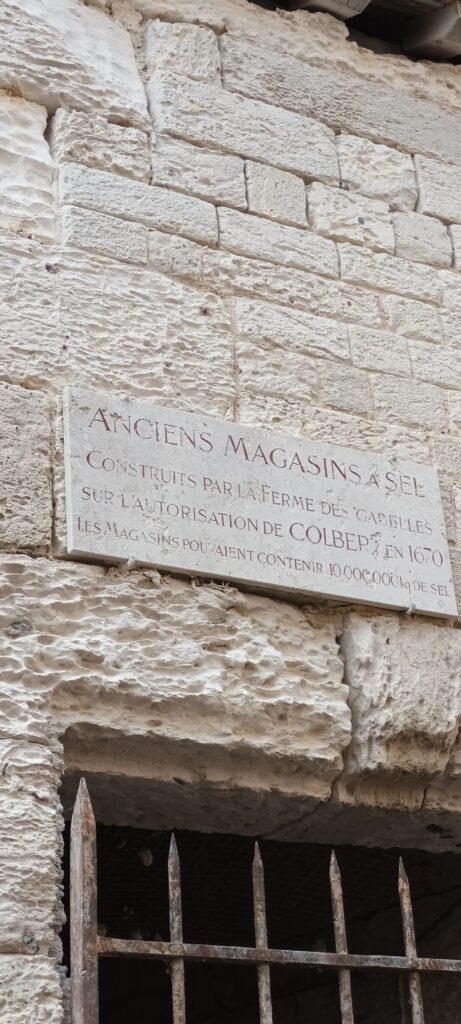 ANCIENS MAGASINS A SEL
CONSTRUITS PAR LA FERME DES GABELLES
SUR L'AUTORISATION DE COLBERT EN 1670
LES MAGASINS POUVAIENT CONTENIR 10.000.000 kg DE SEL